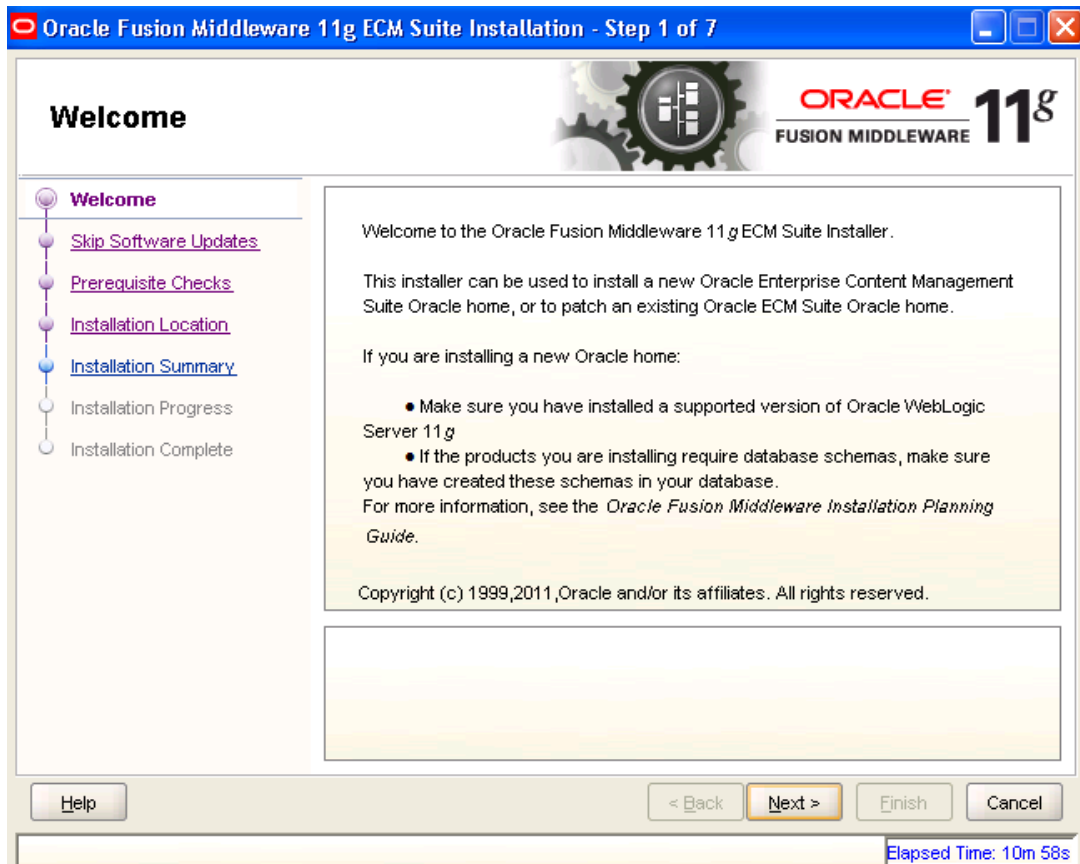 Oracle Fusion Middleware 11g ECM Suite Installation - Step 1 of 7
Welcome
ORACLE
FUSION MIDDLEWARE
11g
Welcome
Skip Software Updates
Prerequisite Checks
Installation Location
Installation Summary
Installation Progress
Installation Complete
Welcome to the Oracle Fusion Middleware 11g ECM Suite Installer.
This installer can be used to install a new Oracle Enterprise Content Management
Suite Oracle home, or to patch an existing Oracle ECM Suite Oracle home.
If you are installing a new Oracle home:
• Make sure you have installed a supported version of Oracle WebLogic
Server 11g
• If the products you are installing require database schemas, make sure
you have created these schemas in your database.
For more information, see the Oracle Fusion Middleware Installation Planning
Guide.
Copyright (c) 1999,2011,Oracle and/or its affiliates. All rights reserved.
Help
< Back
Next >
Finish
Cancel
Elapsed Time: 10m 58s